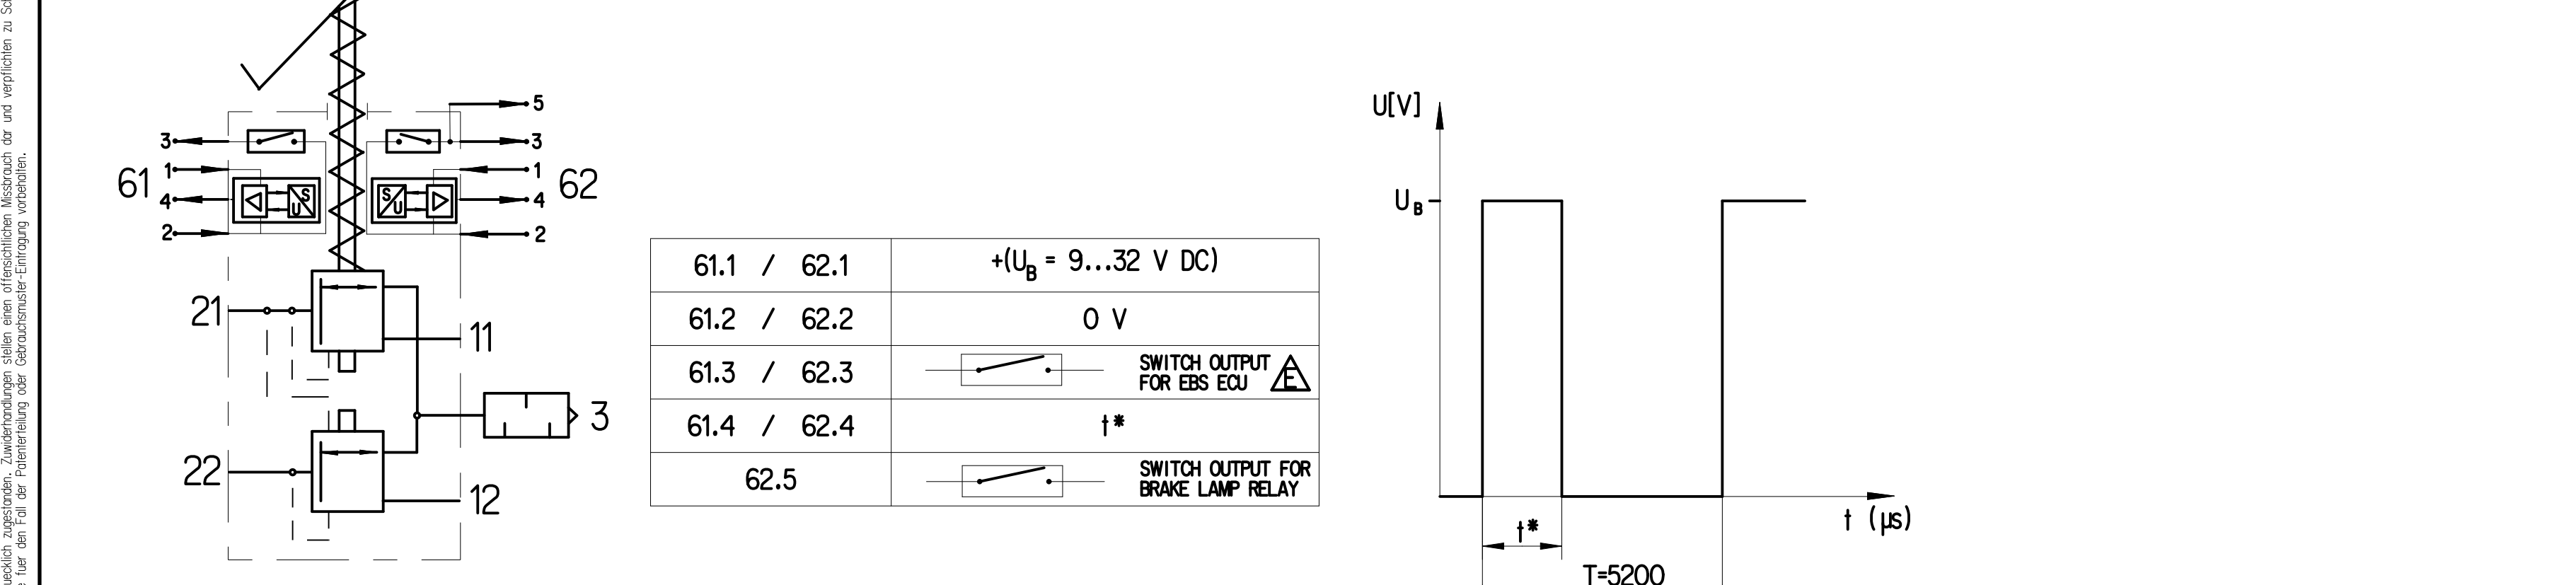 uecklich zugestanden. Zuwiderhandlungen stellen einen offensichtlichen Missbrauch dar und verpflichten zu Sch
e fuer den Fall der Patenterteilung oder Gebrauchsmuster-Eintragung vorbehalten.
5
3 3
1 1
61 62
4 4
2 2
S U S U
21
11
3
22
12
61.1 / 62.1 +(UB = 9...32 V DC)
61.2 / 62.2 0 V
61.3 / 62.3 SWITCH OUTPUT
FOR EBS ECU E
61.4 / 62.4 t*
62.5 SWITCH OUTPUT FOR
BRAKE LAMP RELAY
U[V]
UB
t (µs)
t*
T=5200